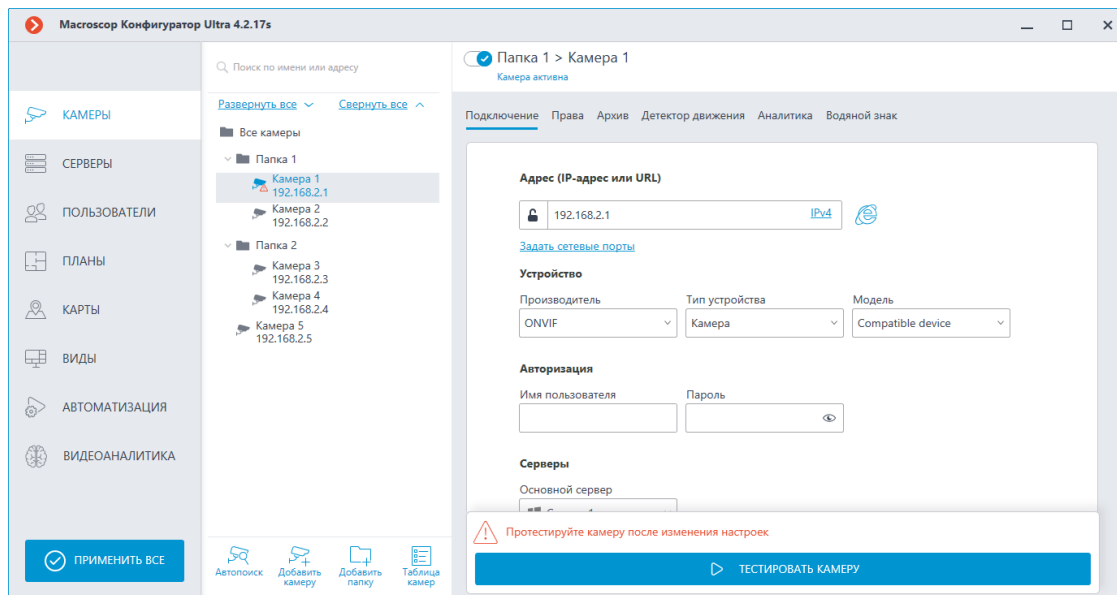 Macroscop Конфигуратор Ultra 4.2.17s
КАМЕРЫ
СЕРВЕРЫ
ПОЛЬЗОВАТЕЛИ
ПЛАНЫ
КАРТЫ
ВИДЫ
АВТОМАТИЗАЦИЯ
ВИДЕОАНАЛИТИКА
ПРИМЕНИТЬ ВСЕ
Поиск по имени или адресу
Развернуть все Свернуть все
Все камеры
Папка 1
Камера 1
192.168.2.1
Камера 2
192.168.2.2
Папка 2
Камера 3
192.168.2.3
Камера 4
192.168.2.4
Камера 5
192.168.2.5
Автопоиск
Добавить
камеру
Добавить
папку
Таблица
камер
Папка 1 > Камера 1
Камера активна
Подключение Права Архив Детектор движения Аналитика Водяной знак
Адрес (IP-адрес или URL)
192.168.2.1 IPv4
Задать сетевые порты
Устройство
Производитель Тип устройства Модель
ONVIF Камера Compatible device
Авторизация
Имя пользователя Пароль
Серверы
Основной сервер
Протестируйте камеру после изменения настроек
ТЕСТИРОВАТЬ КАМЕРУ